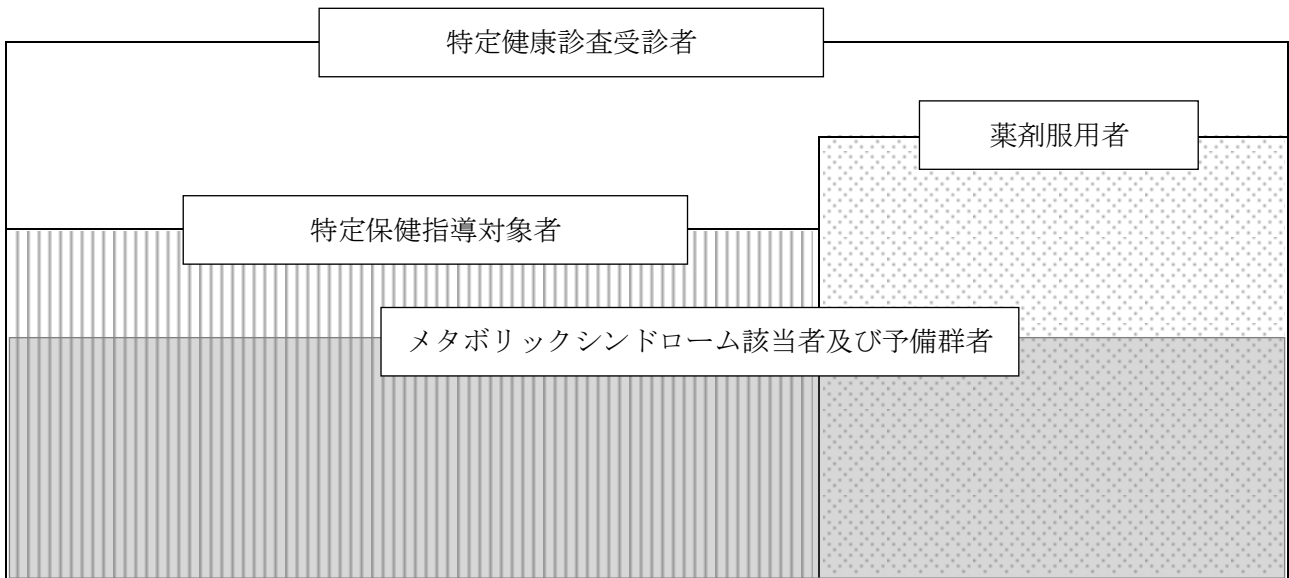 特定健康診査受診者
薬剤服用者
特定保健指導対象者
メタボリックシンドローム該当者及び予備群者